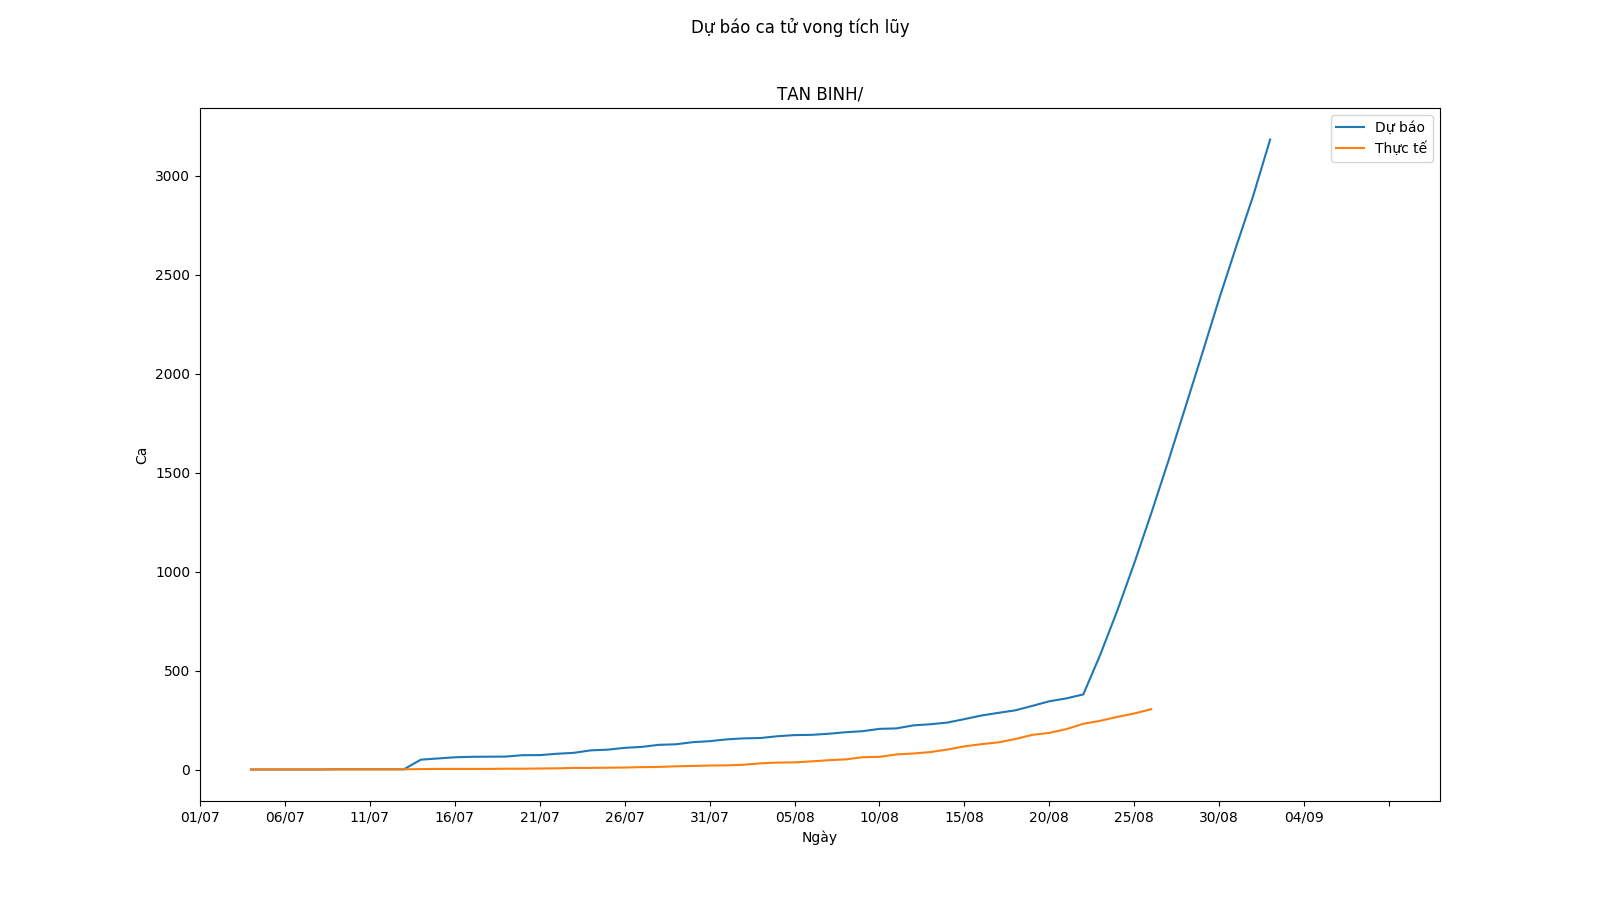 Dự báo ca tử vong tích lũy
TAN BINH/
Dự báo
Thực tế
3000
2500
2000
1500
1000
500
0
Ca
01/07 06/07 11/07 16/07 21/07 26/07 31/07 05/08 10/08 15/08 20/08 25/08 30/08 04/09
Ngày